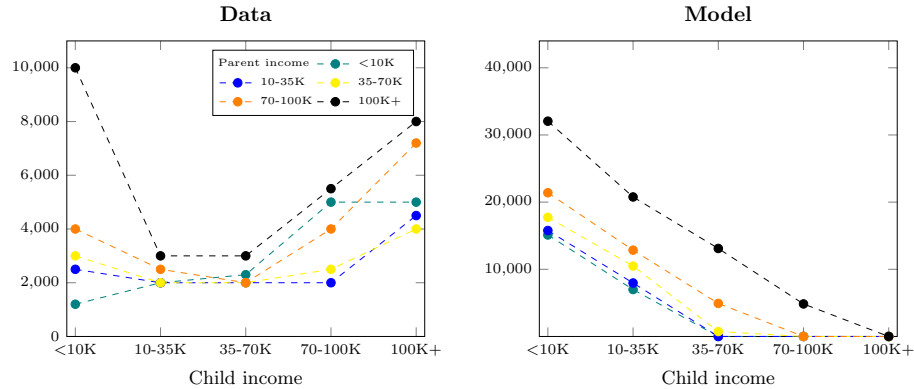 Data
10,000
8,000
6,000
4,000
2,000
0
Parent income
<10K
10-35K
35-70K
70-100K
100K+
<10K 10-35K 35-70K 70-100K 100K+
Child income
Model
40,000
30,000
20,000
10,000
<10K 10-35K 35-70K 70-100K 100K+
Child income